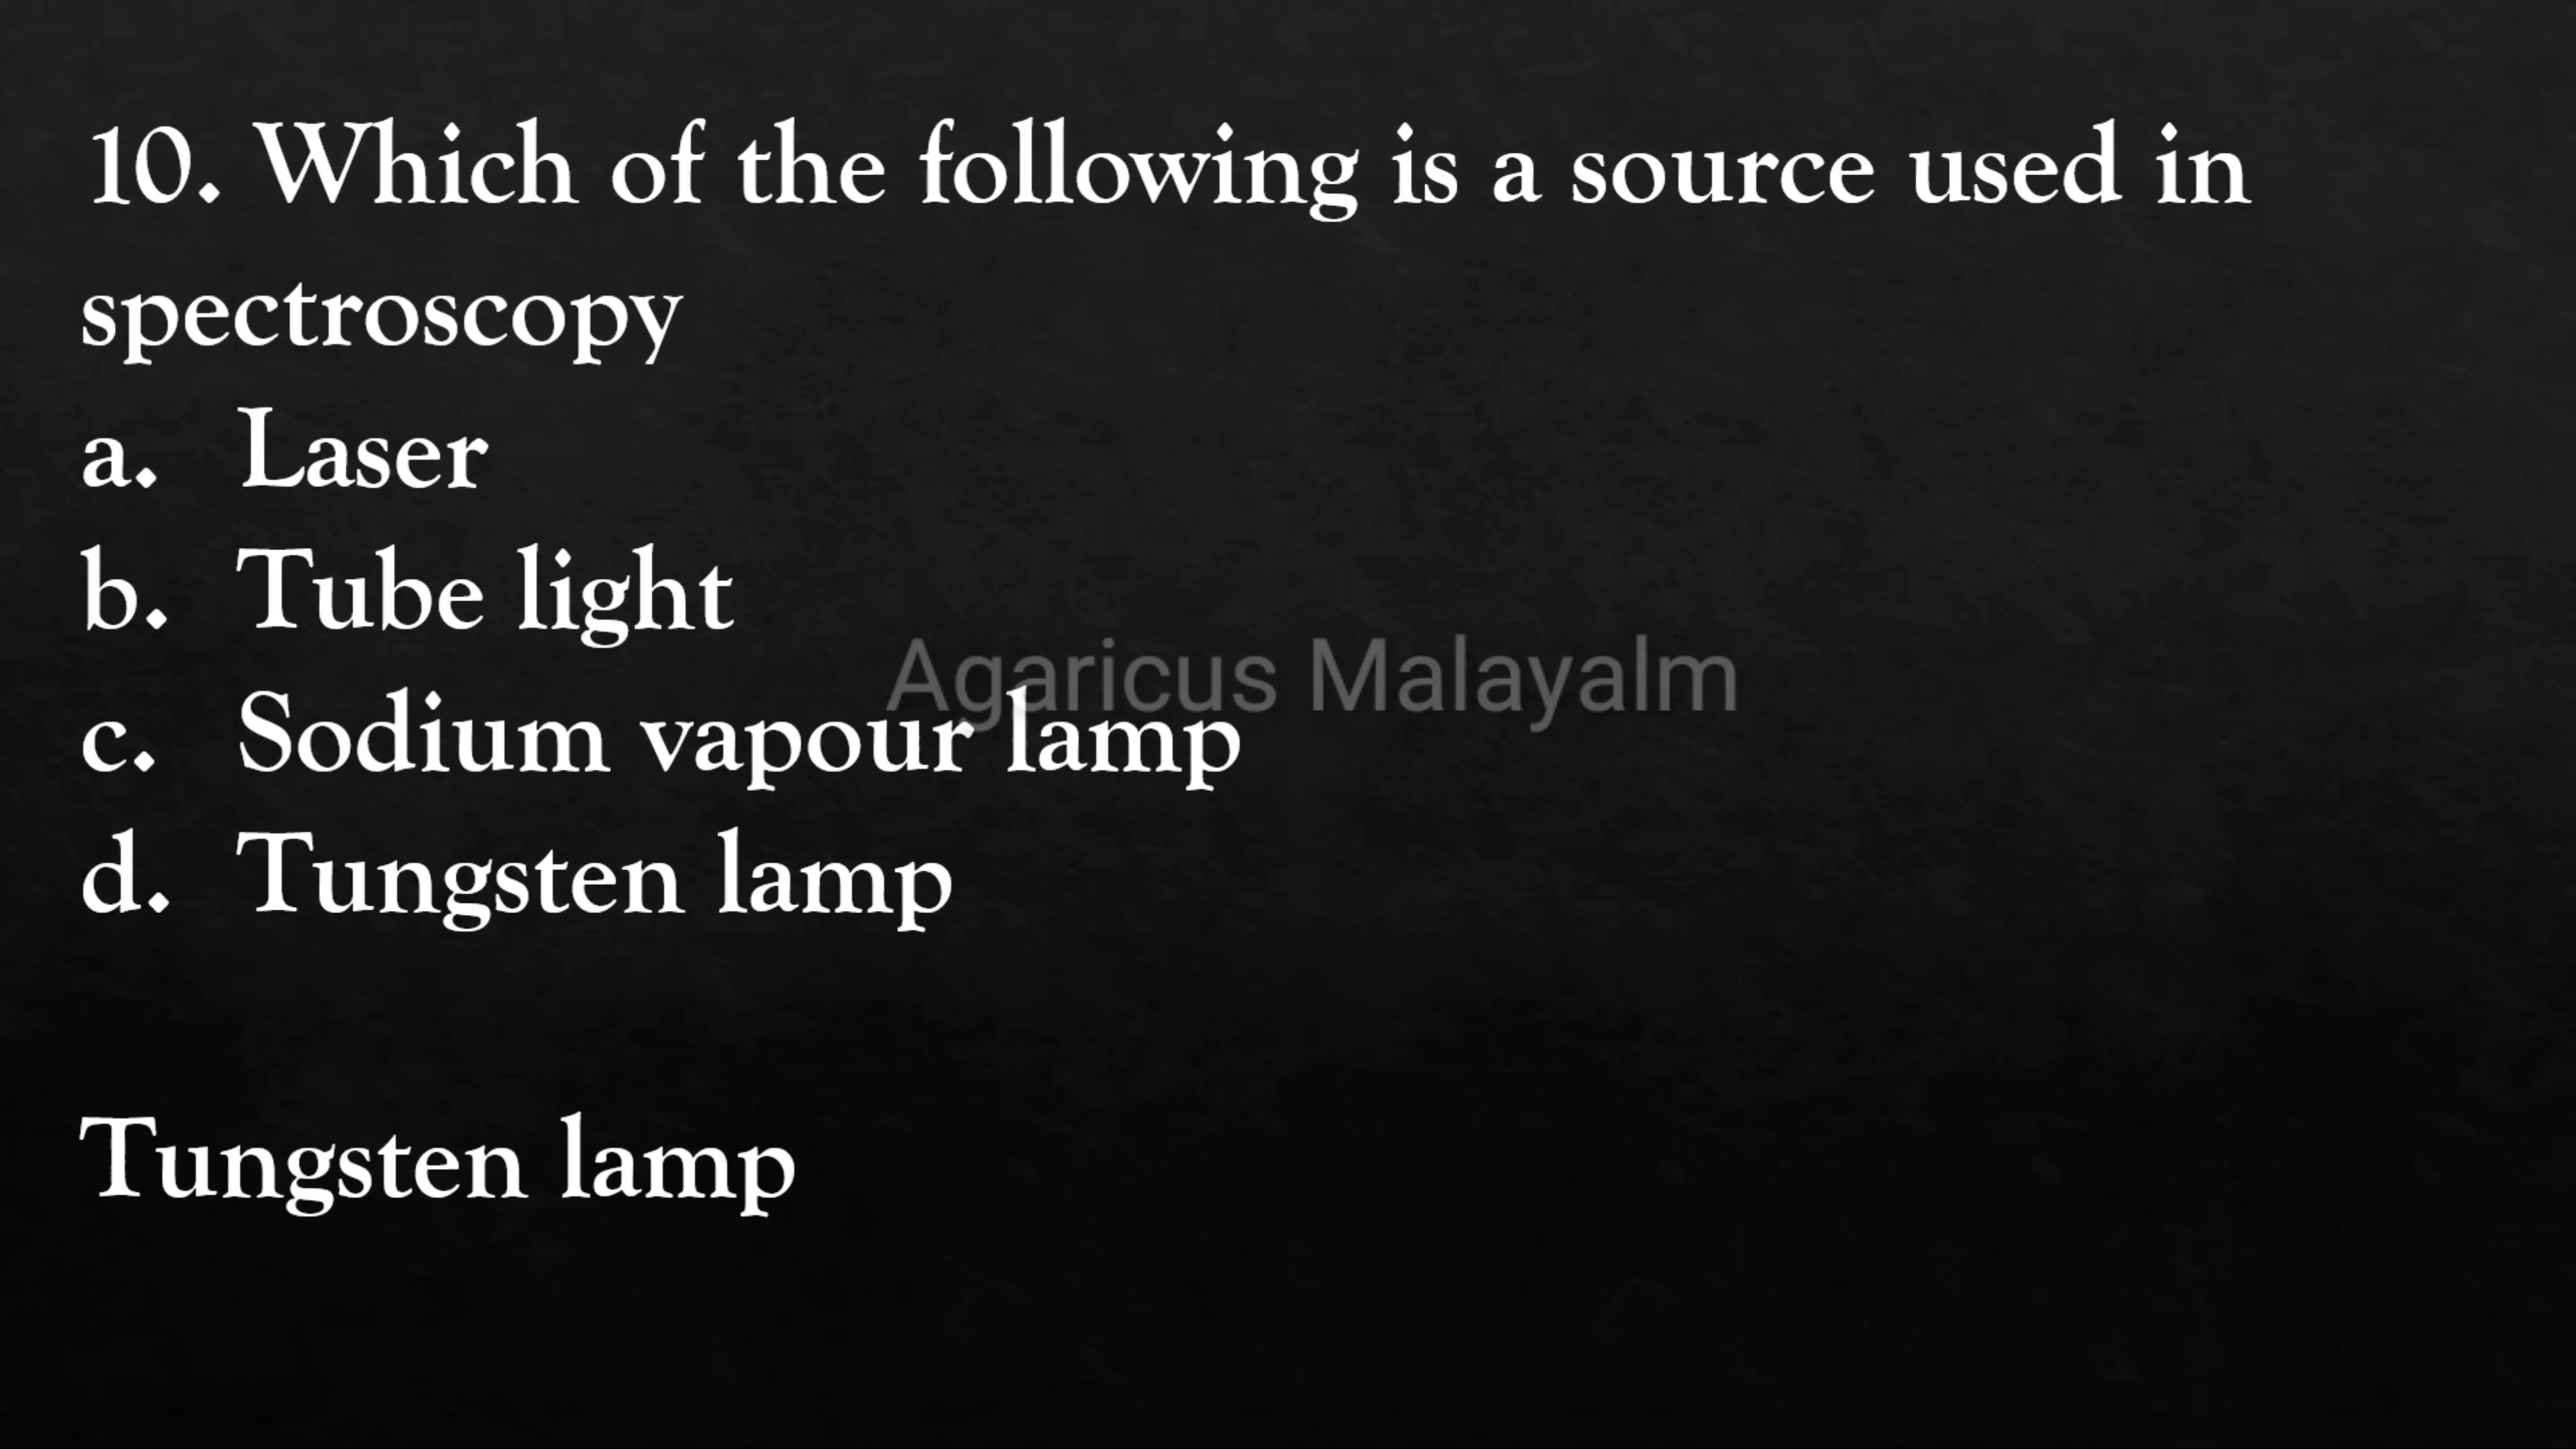 10. Which of the following is a source used in
spectroscopy
a. Laser
b. Tube light
Agaricus Malayalm
c. Sodium vapour lamp
d. Tungsten lamp
Tungsten lamp